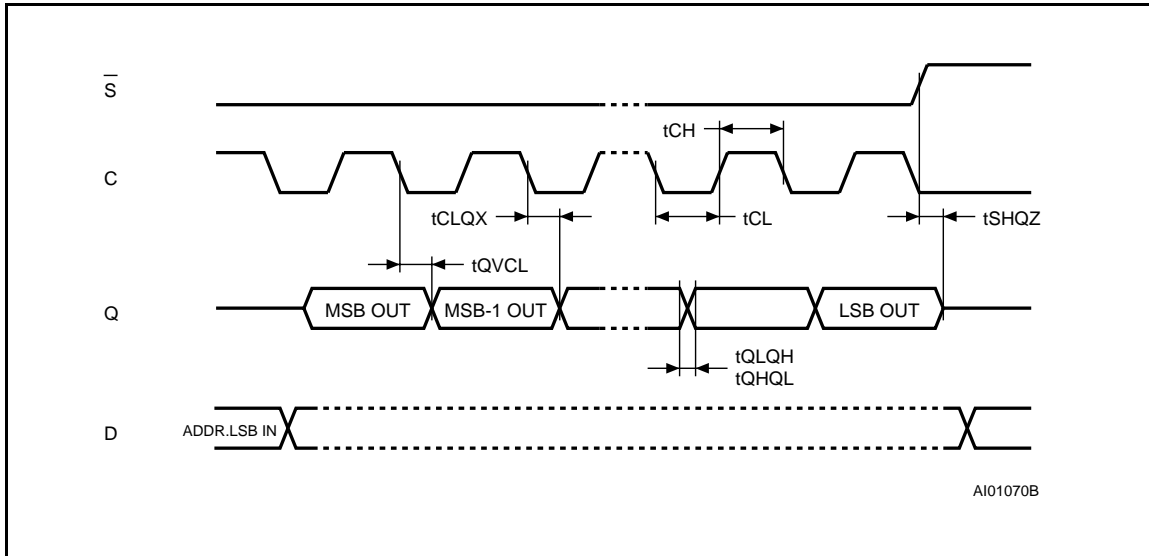 S
tCH
C
tCLQX
tCL
tSHQZ
tQVCL
Q
MSB OUT
MSB-1 OUT
LSB OUT
tQLQH
tQHQL
D
ADDR.LSB IN
AI01070B